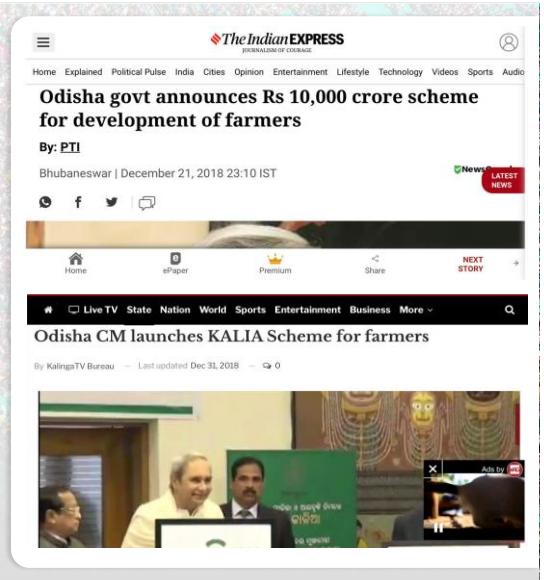 The Indian EXPRESS
JOURNALISM OF COURAGE
Home Explained Political Pulse India Cities Opinion Entertainment Lifestyle Technology Videos Sports Audio
Odisha govt announces Rs 10,000 crore scheme
for development of farmers
By: PTI
Bhubaneswar | December 21, 2018 23:10 IST
LATEST
NEWS
Home ePaper Premium Share NEXT
STORY
Live TV State Nation World Sports Entertainment Business More
Odisha CM launches KALIA Scheme for farmers
By KalingaTV Bureau — Last updated Dec 31, 2018 — 0
Ads by
କାଳିଆ